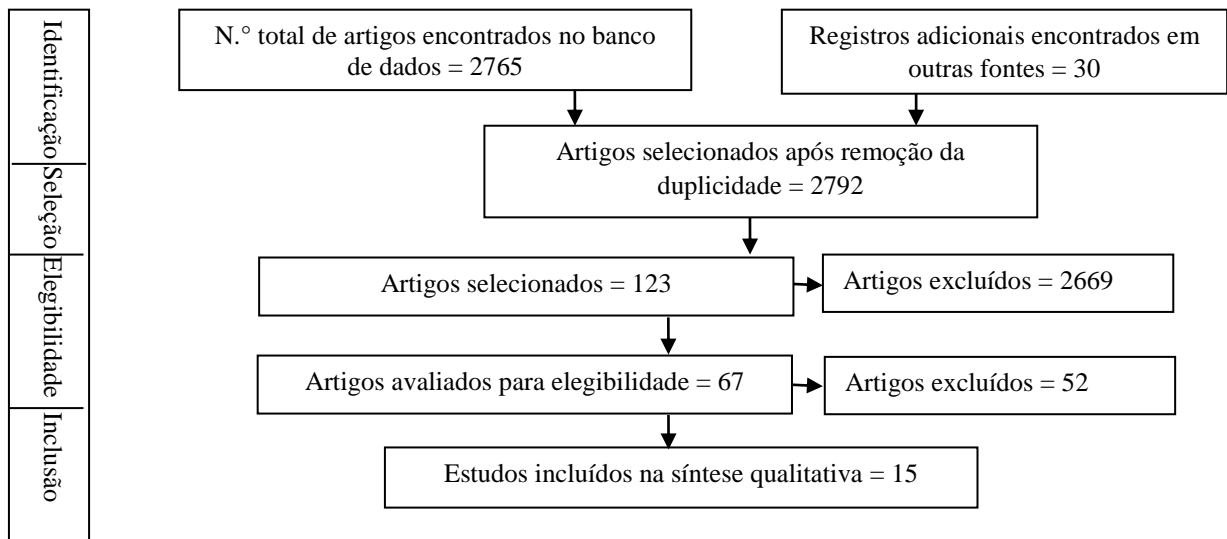 Identificação
Seleção
Elegibilidade
Inclusão
N.° total de artigos encontrados no banco
de dados = 2765
Registros adicionais encontrados em
outras fontes = 30
Artigos selecionados após remoção da
duplicidade = 2792
Artigos selecionados = 123
Artigos excluídos = 2669
Artigos avaliados para elegibilidade = 67
Artigos excluídos = 52
Estudos incluídos na síntese qualitativa = 15